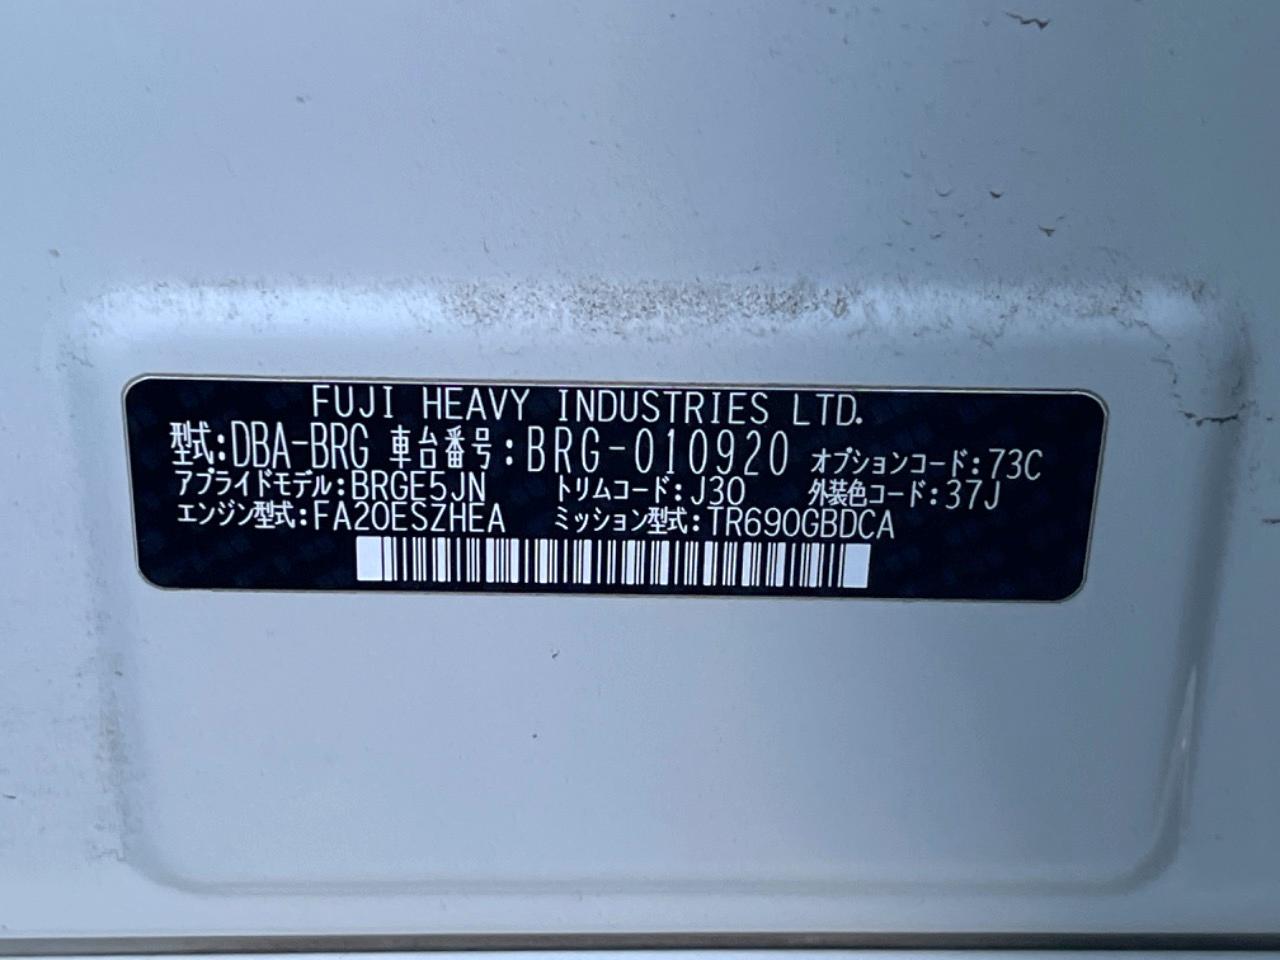 FUJI HEAVY INDUSTRIES LTD.
型式:DBA-BRG 車台番号:BRG-010920 オプションコード:73C
アプライドモデル:BRGE5JN トリムコード:J30 外装色コード:37J
エンジン型式:FA20ESZHEA ミッション型式:TR690GBDCA